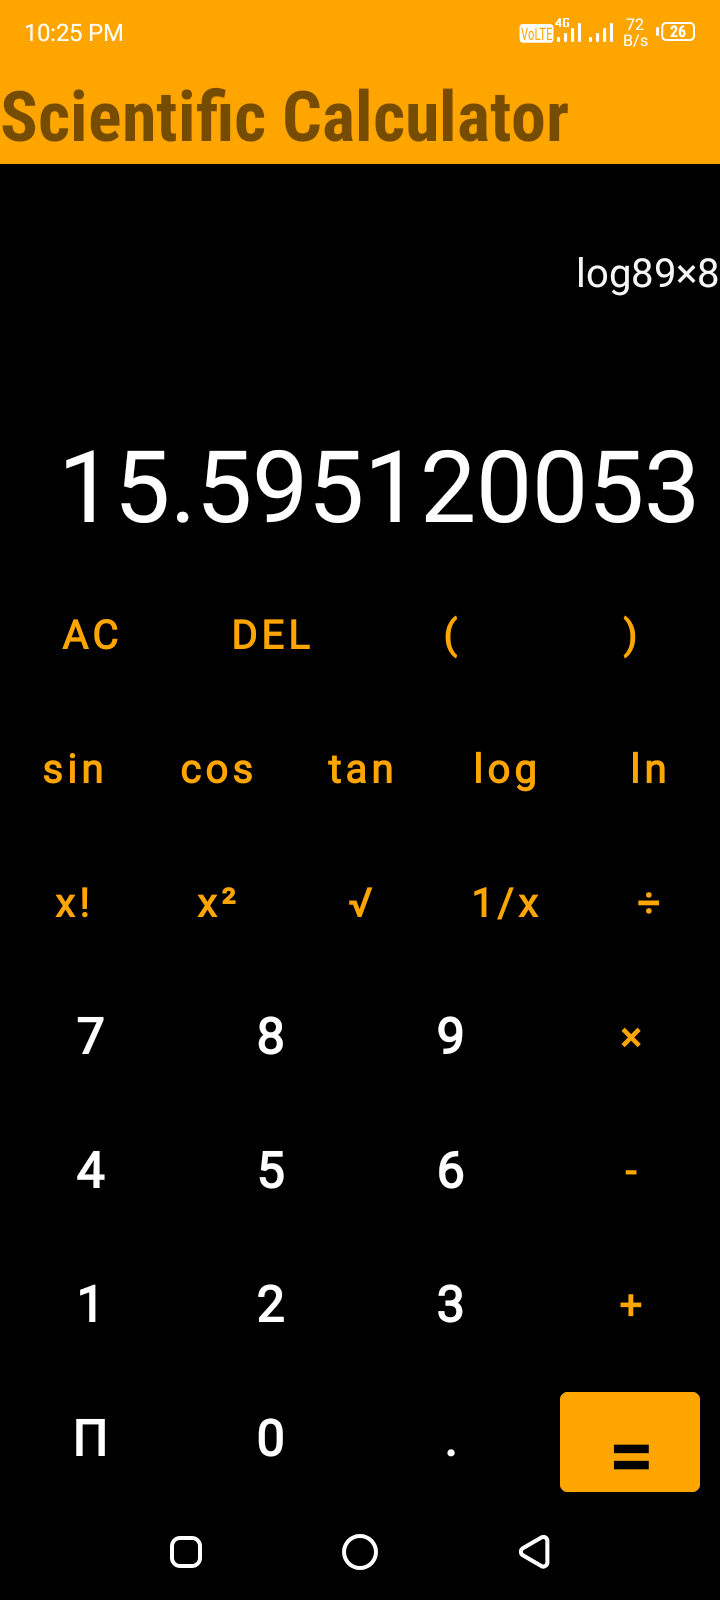 10:25 PM VoLTE 4G 72 B/s 26
Scientific Calculator
log89×8
15.595120053
AC DEL ( )
sin cos tan log ln
x! x² √ 1/x ÷
7 8 9 ×
4 5 6 -
1 2 3 +
П 0 . =